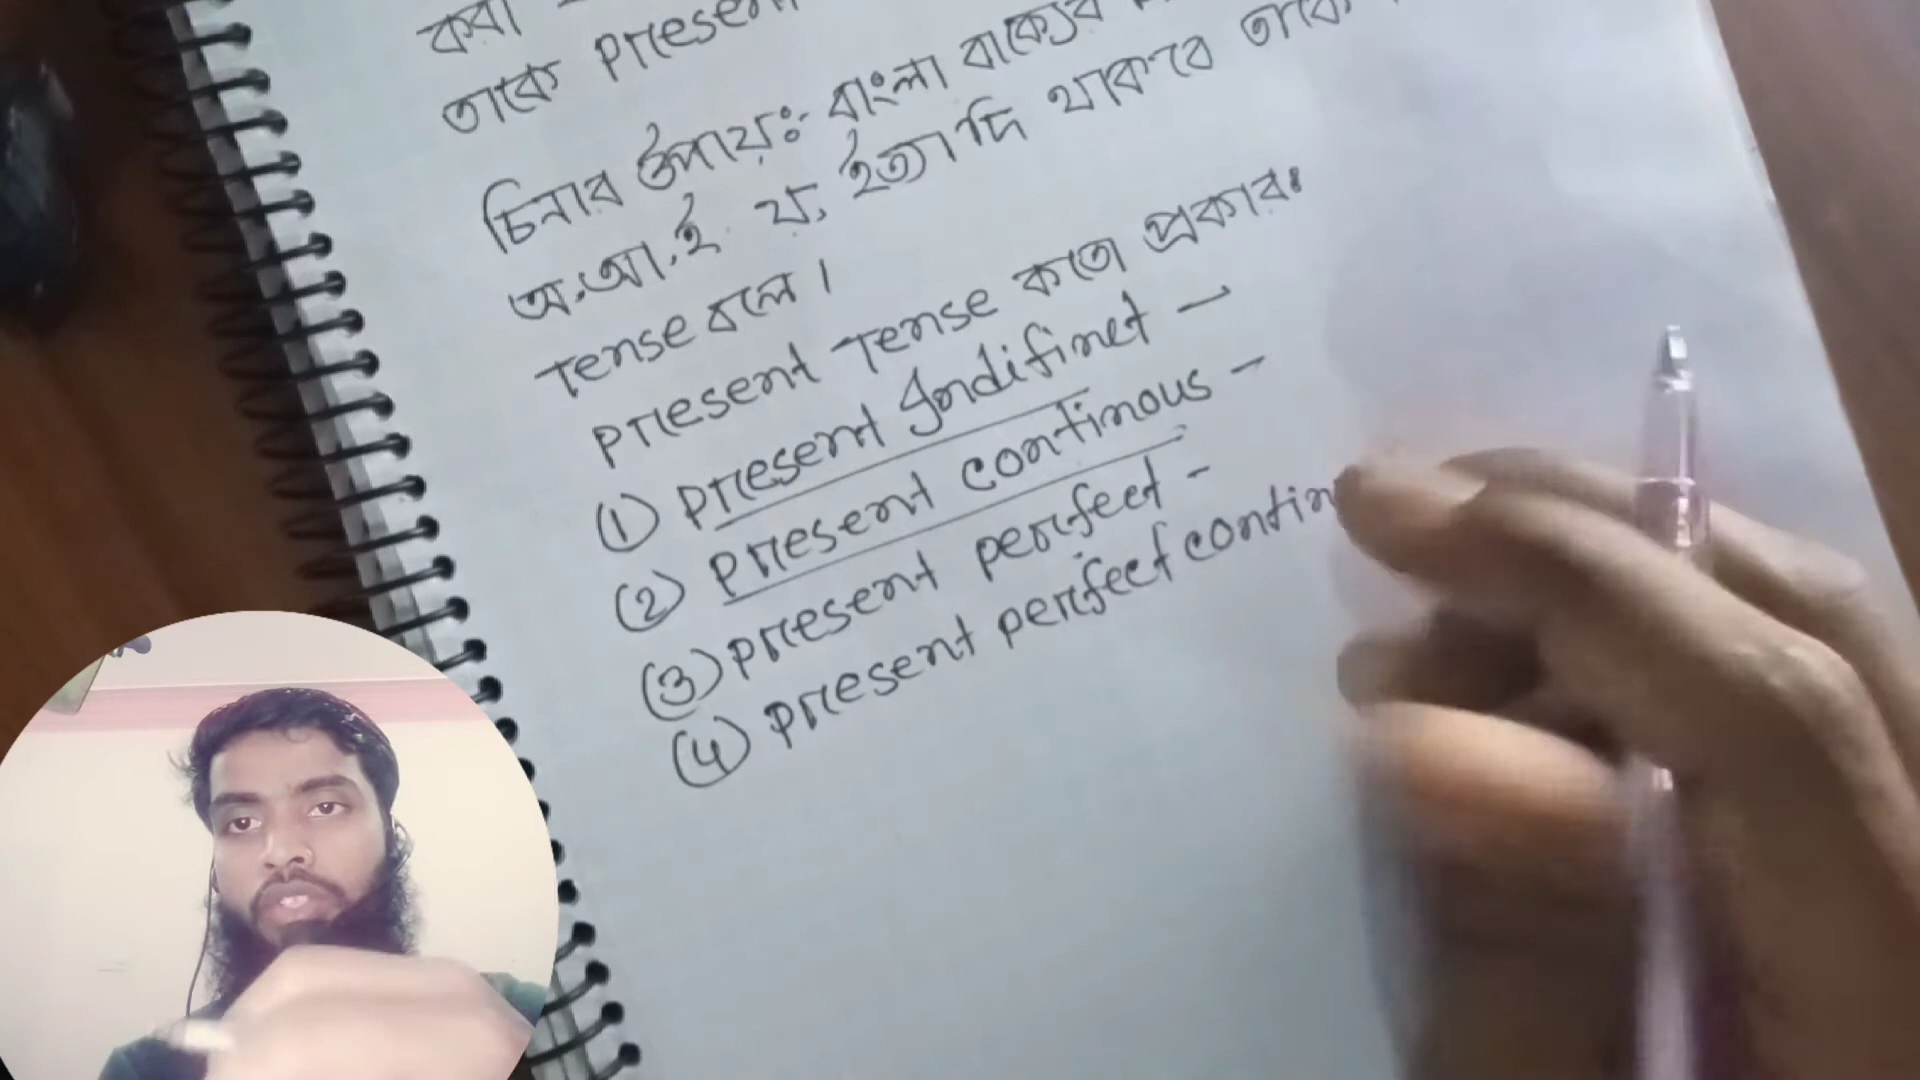 করা
তাকে Present
চিনার উপায়ঃ- বাংলা বাক্যের
অ.আ.ই য়, ইত্যাদি থাকবে তাকে
Tense বলে।
Present Tense কতো প্রকারঃ
(1) Present Indifinet –
(2) Present continous –
(3) Present perfect -
(4) Present perfect contin